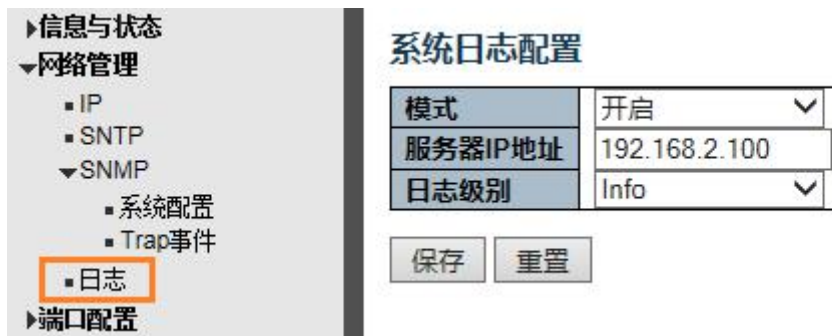 信息与状态
网络管理
IP
SNTP
SNMP
系统配置
Trap事件
日志
端口配置
系统日志配置
模式 开启
服务器IP地址 192.168.2.100
日志级别 Info
保存 重置